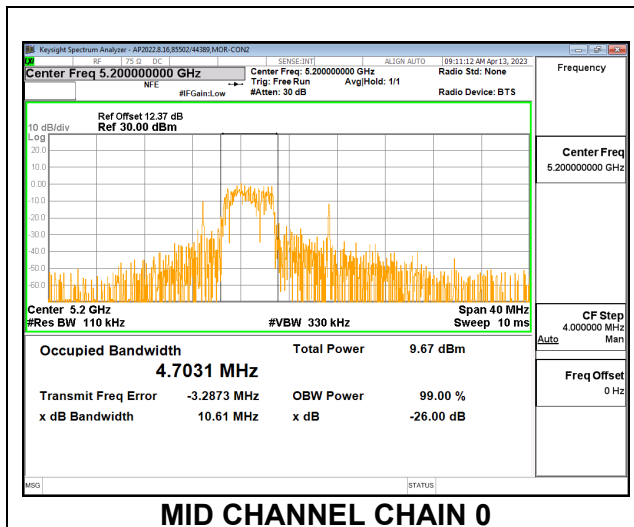 Keysight Spectrum Analyzer - AP2022.8.16,85502/44389,MOR-CON2
RF 75 Ω DC SENSE:INT ALIGN AUTO 09:11:12 AM Apr 13, 2023
Center Freq 5.200000000 GHz
NFE
#IFGain:Low
Center Freq: 5.200000000 GHz
Trig: Free Run Avg|Hold: 1/1
#Atten: 30 dB
Radio Std: None
Radio Device: BTS
Frequency
Ref Offset 12.37 dB
10 dB/div Ref 30.00 dBm
Log
20.0
10.0
0.00
-10.0
-20.0
-30.0
-40.0
-50.0
-60.0
Center Freq
5.200000000 GHz
Center 5.2 GHz Span 40 MHz
#Res BW 110 kHz #VBW 330 kHz Sweep 10 ms
CF Step
4.000000 MHz
Auto Man
Freq Offset
0 Hz
Occupied Bandwidth Total Power 9.67 dBm
4.7031 MHz
Transmit Freq Error -3.2873 MHz OBW Power 99.00 %
x dB Bandwidth 10.61 MHz x dB -26.00 dB
MSG STATUS
MID CHANNEL CHAIN 0